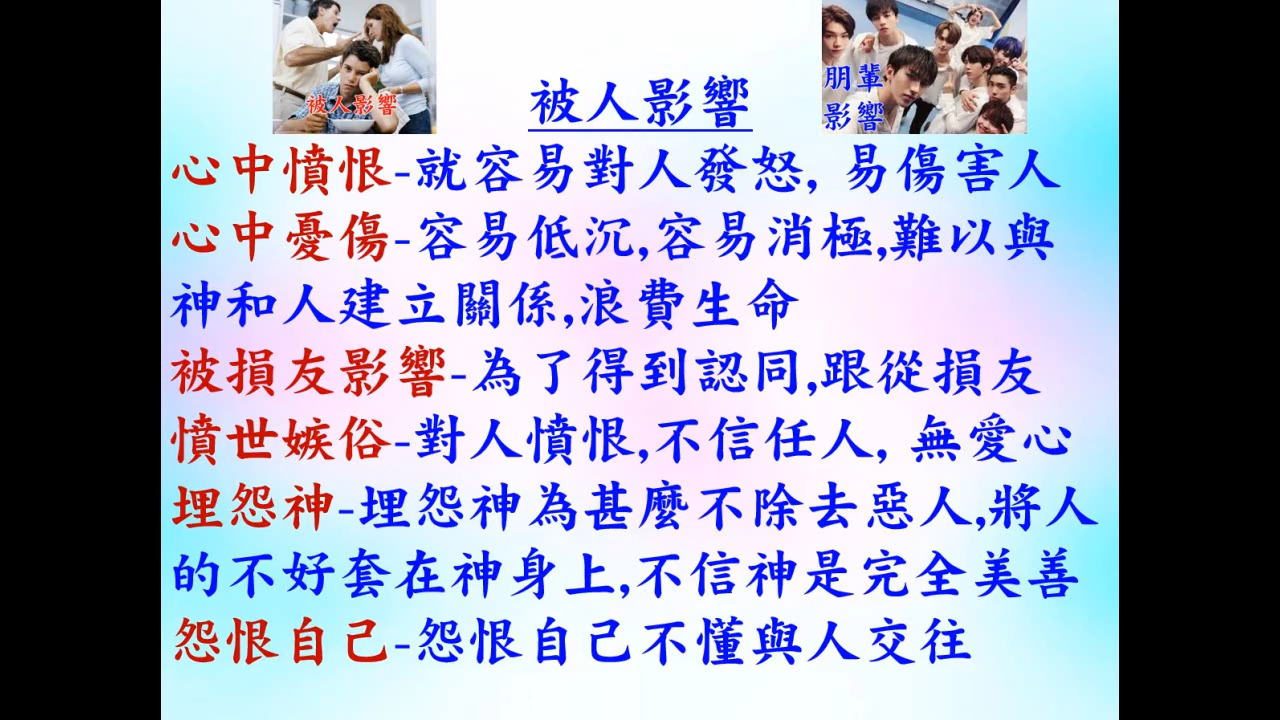 被人影響
朋輩
影響
被人影響
心中憤恨-就容易對人發怒, 易傷害人
心中憂傷-容易低沉,容易消極,難以與
神和人建立關係,浪費生命
被損友影響-為了得到認同,跟從損友
憤世嫉俗-對人憤恨,不信任人, 無愛心
埋怨神-埋怨神為甚麼不除去惡人,將人
的不好套在神身上,不信神是完全美善
怨恨自己-怨恨自己不懂與人交往